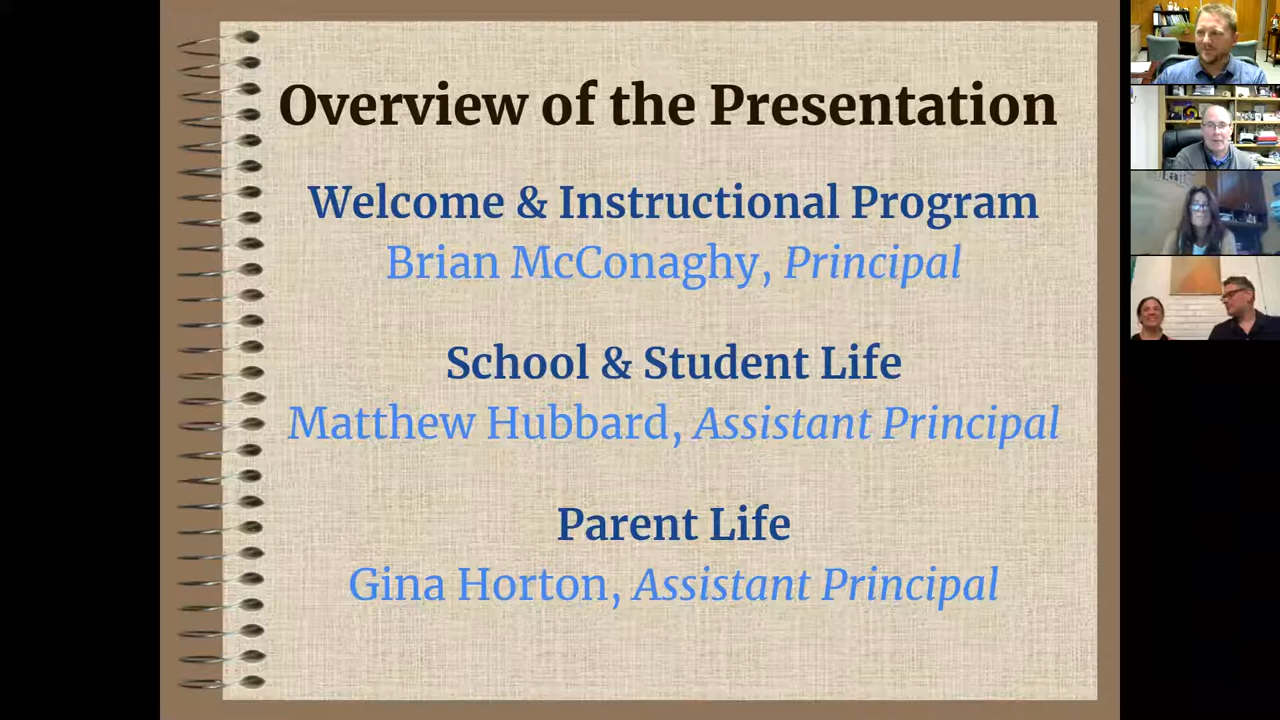 Overview of the Presentation
Welcome & Instructional Program
Brian McConaghy, Principal
School & Student Life
Matthew Hubbard, Assistant Principal
Parent Life
Gina Horton, Assistant Principal